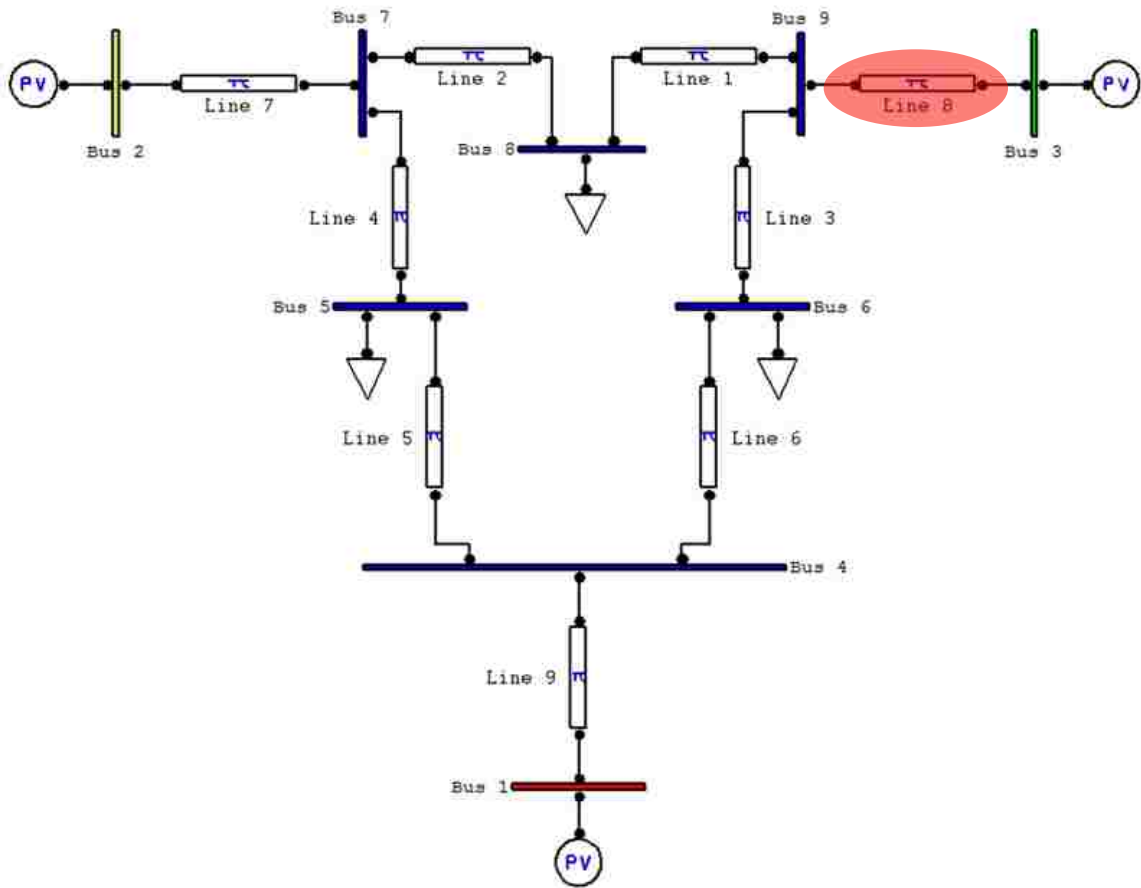 Bus 7
Bus 9
PV
π
Line 7
π
Line 2
π
Line 1
π
Line 8
PV
Bus 2
Bus 8
Bus 3
Line 4
π
π
Line 3
Bus 5
Bus 6
Line 5
π
π
Line 6
Bus 4
Line 9
π
Bus 1
PV